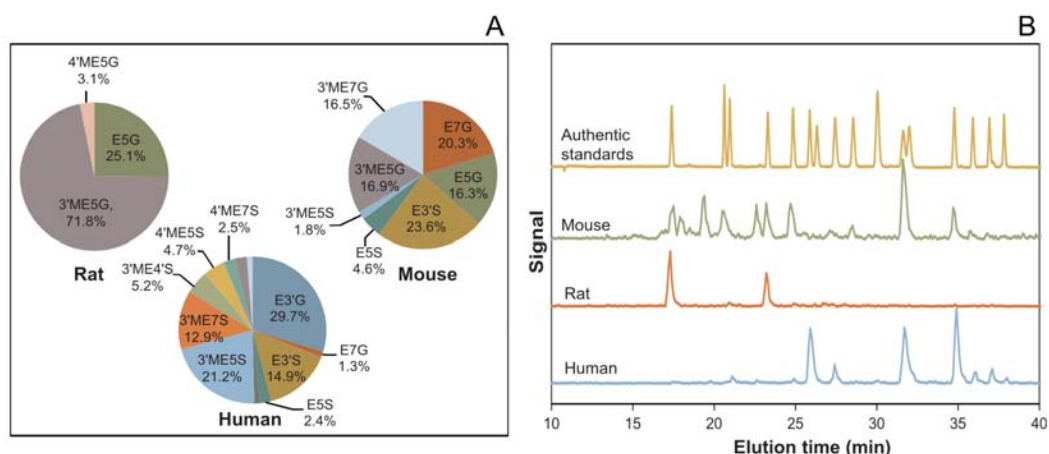 A
4'ME5G
3.1%
E5G
25.1%
3'ME5G,
71.8%
Rat
3'ME7G
16.5%
E7G
20.3%
3'ME5G
16.9%
E5G
16.3%
3'ME5S
1.8%
E3'S
23.6%
E5S
4.6%
Mouse
4'ME7S
2.5%
4'ME5S
4.7%
3'ME4'S
5.2%
3'ME7S
12.9%
3'ME5S
21.2%
E3'G
29.7%
E7G
1.3%
E3'S
14.9%
E5S
2.4%
Human
B
Signal
Authentic
standards
Mouse
Rat
Human
10 15 20 25 30 35 40
Elution time (min)